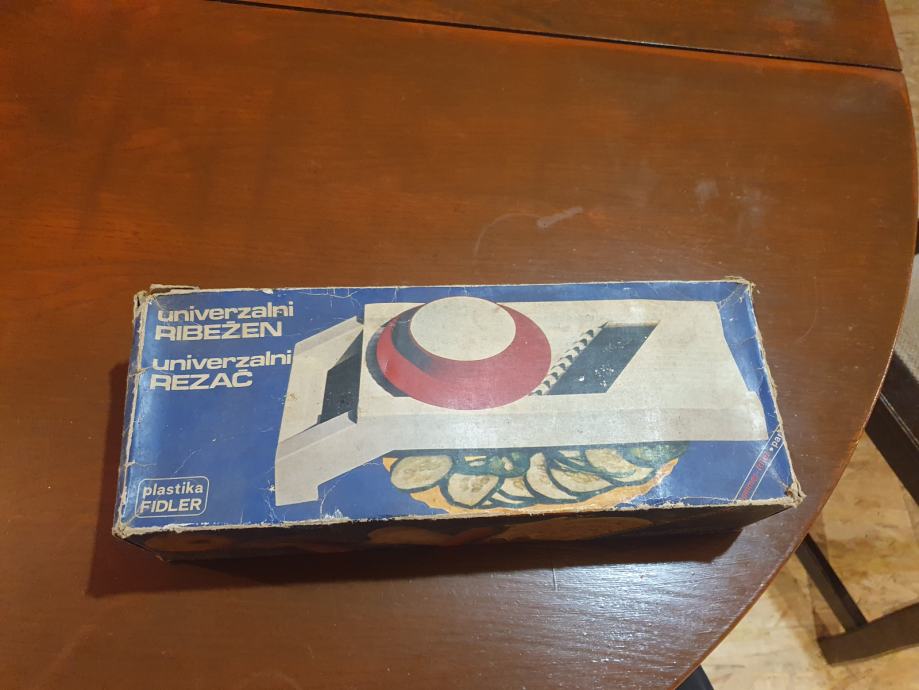 univerzalni
RIBEŽEN
univerzalni
REZAČ
plastika
FIDLER